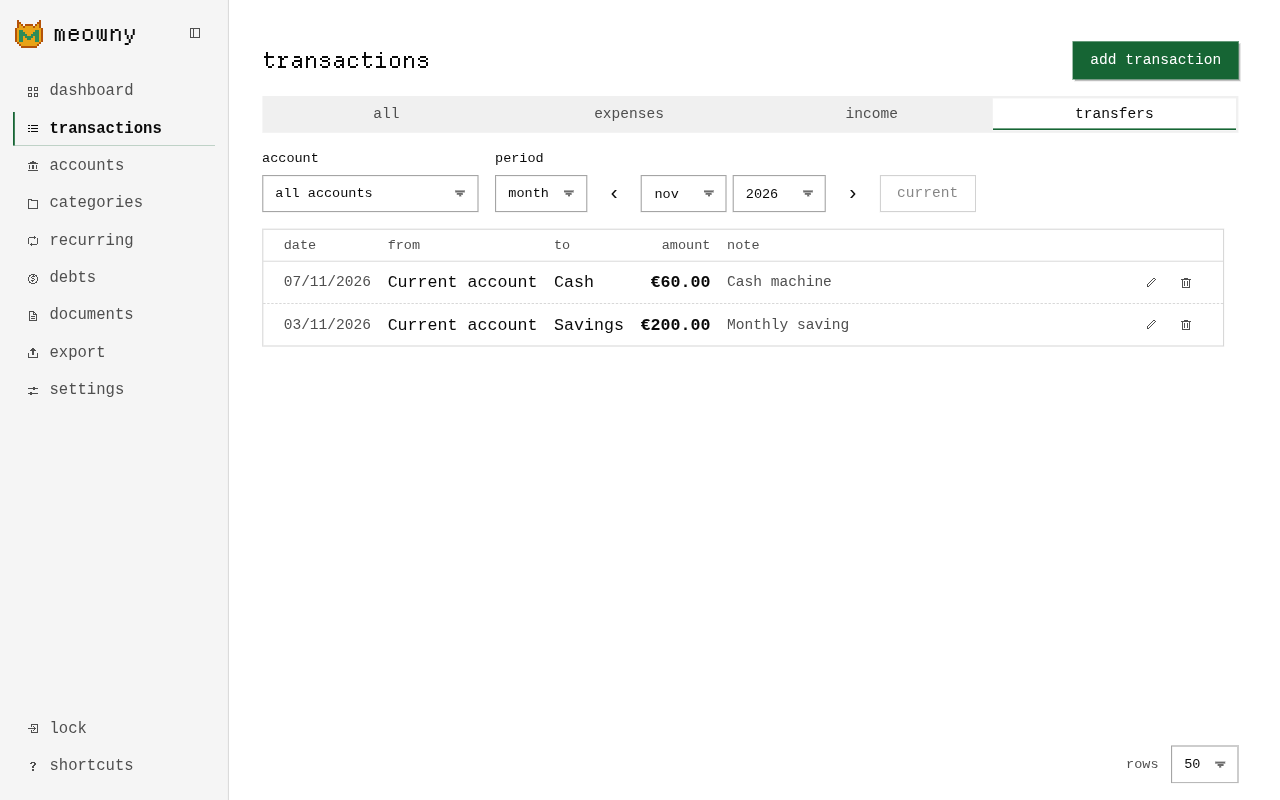 meowny
dashboard
transactions
accounts
categories
recurring
debts
documents
export
settings
lock
? shortcuts
transactions
add transaction
all expenses income transfers
account period
all accounts month ‹ nov 2026 › current
date from to amount note
07/11/2026 Current account Cash €60.00 Cash machine
03/11/2026 Current account Savings €200.00 Monthly saving
rows 50